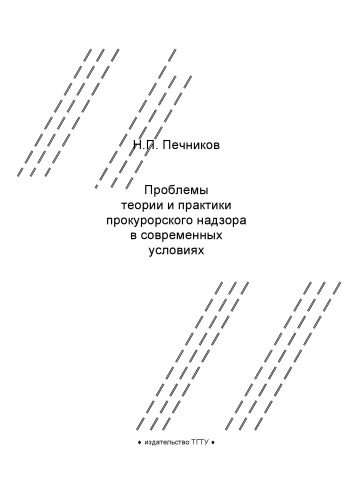 Н.П. Печников
Проблемы
теории и практики
прокурорского надзора
в современных
условиях
♦ издательство ТГТУ ♦